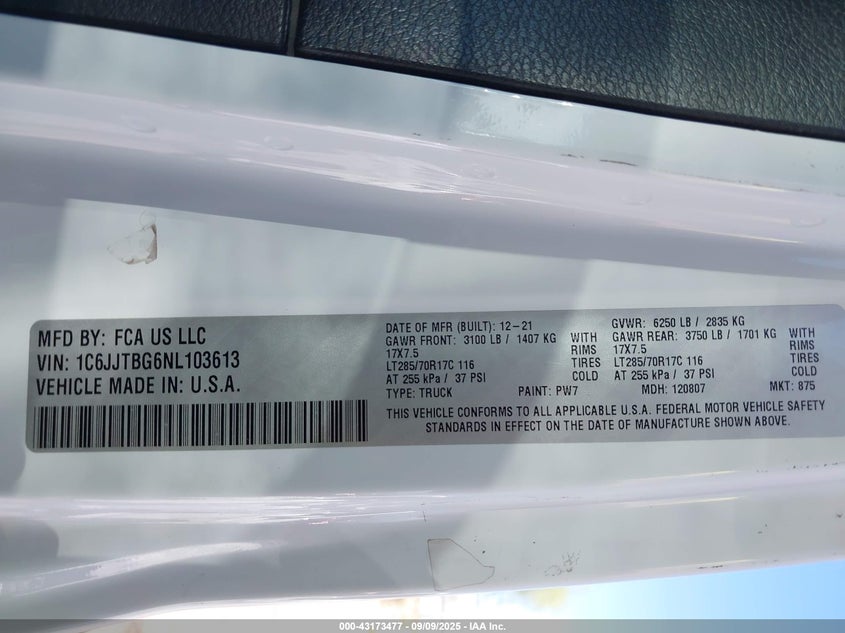 MFD BY: FCA US LLC
VIN: 1C6JJTBG6NL103613
VEHICLE MADE IN: U.S.A.
DATE OF MFR (BUILT): 12-21
GAWR FRONT: 3100 LB / 1407 KG WITH
17X7.5 RIMS
LT285/70R17C 116 TIRES
AT 255 kPa / 37 PSI COLD
TYPE: TRUCK PAINT: PW7
GVWR: 6250 LB / 2835 KG
GAWR REAR: 3750 LB / 1701 KG WITH
17X7.5 RIMS
LT285/70R17C 116 TIRES
AT 255 kPa / 37 PSI COLD
MDH: 120807 MKT: 875
THIS VEHICLE CONFORMS TO ALL APPLICABLE U.S.A. FEDERAL MOTOR VEHICLE SAFETY
STANDARDS IN EFFECT ON THE DATE OF MANUFACTURE SHOWN ABOVE.
000-43173477 - 09/09/2025 - IAA Inc.